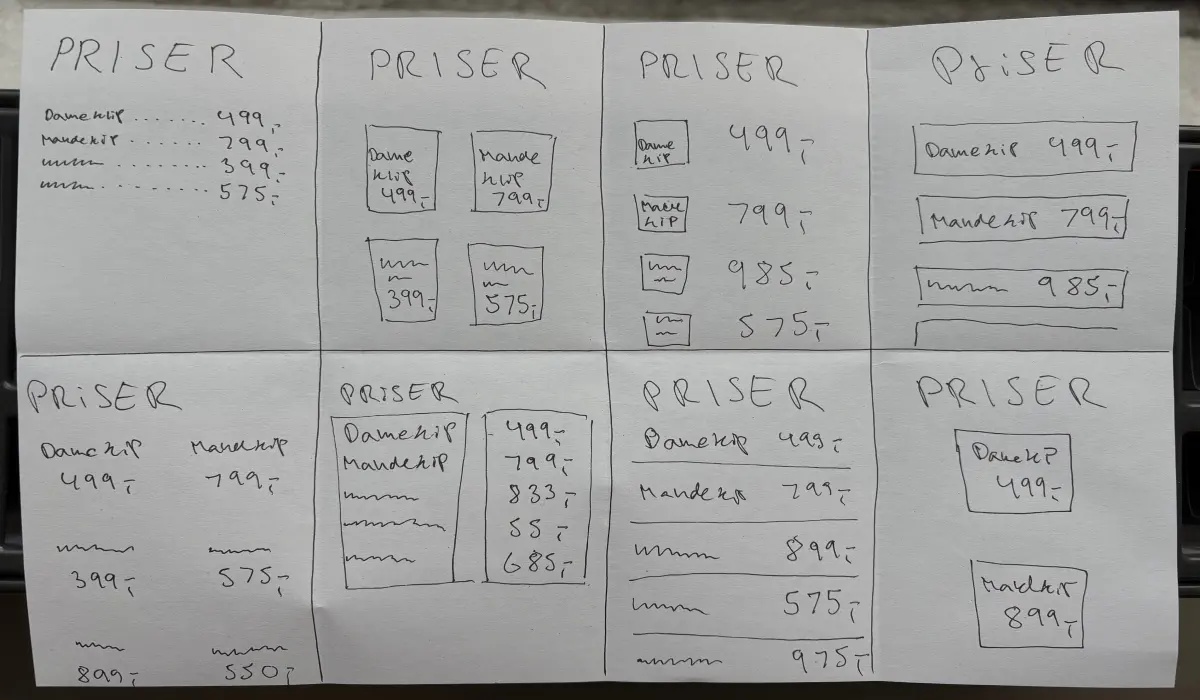 PRISER
Dameklip ....... 499,-
Mandeklip ...... 799,-
........ 399,-
........ 575,-
PRISER
Dame
klip
499,-
Mande
klip
799,-
399,-
575,-
PRISER
Dame
klip
499,-
Mande
klip
799,-
985,-
575,-
PRiSER
Dameklip 499,-
Mandeklip 799,-
985,-
PRiSER
Dameklip Mandeklip
499,- 799,-
399,- 575,-
899,- 550,-
PRiSER
Dameklip 499,-
Mandeklip 799,-
833,-
55,-
685,-
PRISER
Dameklip 499,-
Mandeklip 799,-
899,-
575,-
975,-
PRISER
Dameklip
499,-
Mandeklip
899,-